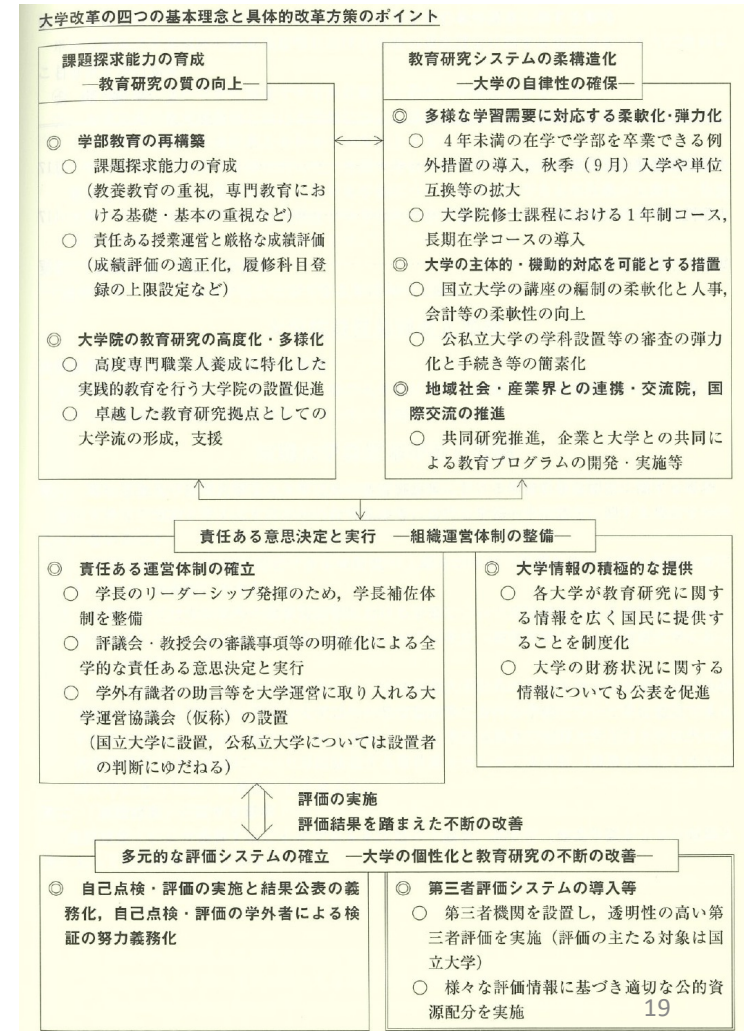 大学改革の四つの基本理念と具体的改革方策のポイント
課題探求能力の育成
―教育研究の質の向上―
◎ 学部教育の再構築
○ 課題探求能力の育成
(教養教育の重視,専門教育にお
ける基礎・基本の重視など)
○ 責任ある授業運営と厳格な成績評価
(成績評価の適正化,履修科目登
録の上限設定など)
◎ 大学院の教育研究の高度化・多様化
○ 高度専門職業人養成に特化した
実践的教育を行う大学院の設置促進
○ 卓越した教育研究拠点としての
大学流の形成,支援
教育研究システムの柔構造化
―大学の自律性の確保―
◎ 多様な学習需要に対応する柔軟化・弾力化
○ 4年未満の在学で学部を卒業できる例
外措置の導入,秋季(9月)入学や単位
互換等の拡大
○ 大学院修士課程における1年制コース,
長期在学コースの導入
◎ 大学の主体的・機動的対応を可能とする措置
○ 国立大学の講座の編制の柔軟化と人事,
会計等の柔軟性の向上
○ 公私立大学の学科設置等の審査の弾力
化と手続き等の簡素化
◎ 地域社会・産業界との連携・交流院,国
際交流の推進
○ 共同研究推進,企業と大学との共同に
よる教育プログラムの開発・実施等
責任ある意思決定と実行 ―組織運営体制の整備―
◎ 責任ある運営体制の確立
○ 学長のリーダーシップ発揮のため,学長補佐体
制を整備
○ 評議会・教授会の審議事項等の明確化による全
学的な責任ある意思決定と実行
○ 学外有識者の助言等を大学運営に取り入れる大
学運営協議会(仮称)の設置
(国立大学に設置,公私立大学については設置者
の判断にゆだねる)
◎ 大学情報の積極的な提供
○ 各大学が教育研究に関す
る情報を広く国民に提供す
ることを制度化
○ 大学の財務状況に関する
情報についても公表を促進
評価の実施
評価結果を踏まえた不断の改善
多元的な評価システムの確立 ―大学の個性化と教育研究の不断の改善―
◎ 自己点検・評価の実施と結果公表の義
務化,自己点検・評価の学外者による検
証の努力義務化
◎ 第三者評価システムの導入等
○ 第三者機関を設置し,透明性の高い第
三者評価を実施(評価の主たる対象は国
立大学)
○ 様々な評価情報に基づき適切な公的資
源配分を実施
19